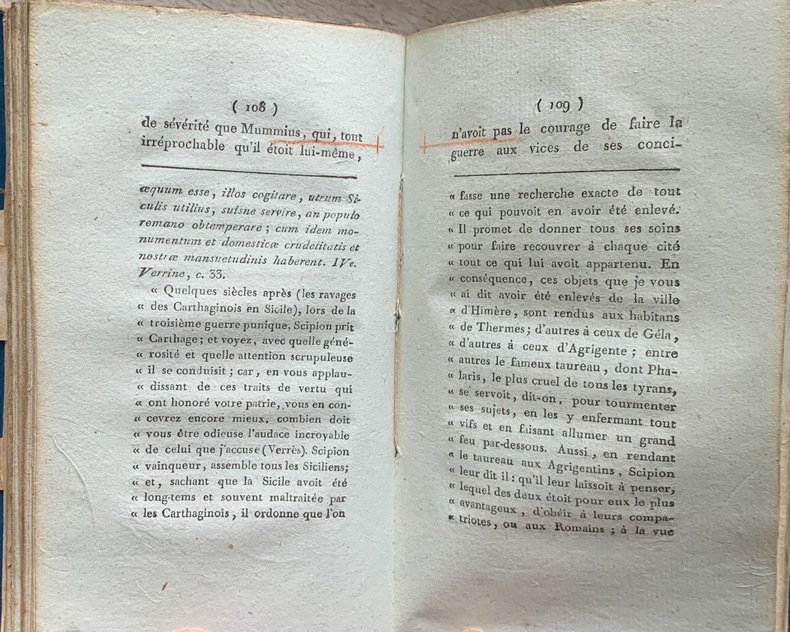 ( 108 )
de sévérité que Mummius, qui, tout
irréprochable qu'il étoit lui-même,
æquum esse, illos cogitare, utrum Si-
culis utilius, suisne servire, an populo
romano obtemperare ; cum idem mo-
numentum et domesticæ crudelitatis et
nostræ mansuetudinis haberent. IVe.
Verrine, c. 33.
« Quelques siècles après (les ravages
« des Carthaginois en Sicile), lors de la
« troisième guerre punique, Scipion prit
« Carthage ; et voyez, avec quelle géné-
« rosité et quelle attention scrupuleuse
« il se conduisit ; car, en vous applau-
« dissant de ces traits de vertu qui
« ont honoré votre patrie, vous en con-
« cevrez encore mieux, combien doit
« vous être odieuse l'audace incroyable
« de celui que j'accuse (Verrès). Scipion
« vainqueur, assemble tous les Siciliens;
« et, sachant que la Sicile avoit été
« long-tems et souvent maltraitée par
« les Carthaginois, il ordonne que l'on
( 109 )
n'avoit pas le courage de faire la
guerre aux vices de ses conci-
« fasse une recherche exacte de tout
« ce qui pouvoit en avoir été enlevé.
« Il promet de donner tous ses soins
« pour faire recouvrer à chaque cité
« tout ce qui lui avoit appartenu. En
« conséquence, ces objets que je vous
« ai dit avoir été enlevés de la ville
« d'Himère, sont rendus aux habitans
« de Thermes; d'autres à ceux de Géla,
« d'autres à ceux d'Agrigente ; entre
« autres le fameux taureau, dont Pha-
« laris, le plus cruel de tous les tyrans,
« se servoit, dit-on, pour tourmenter
« ses sujets, en les y enfermant tout
« vifs et en faisant allumer un grand
« feu par-dessous. Aussi, en rendant
« le taureau aux Agrigentins, Scipion
« leur dit il : qu'il leur laissoit à penser,
« lequel des deux étoit pour eux le plus
« avantageux, d'obéir à leurs compa-
« triotes, ou aux Romains ; à la vue